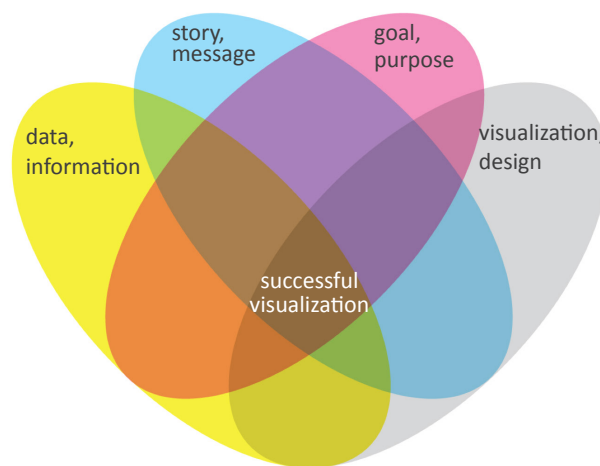 story,
message
goal,
purpose
data,
information
visualization,
design
successful
visualization